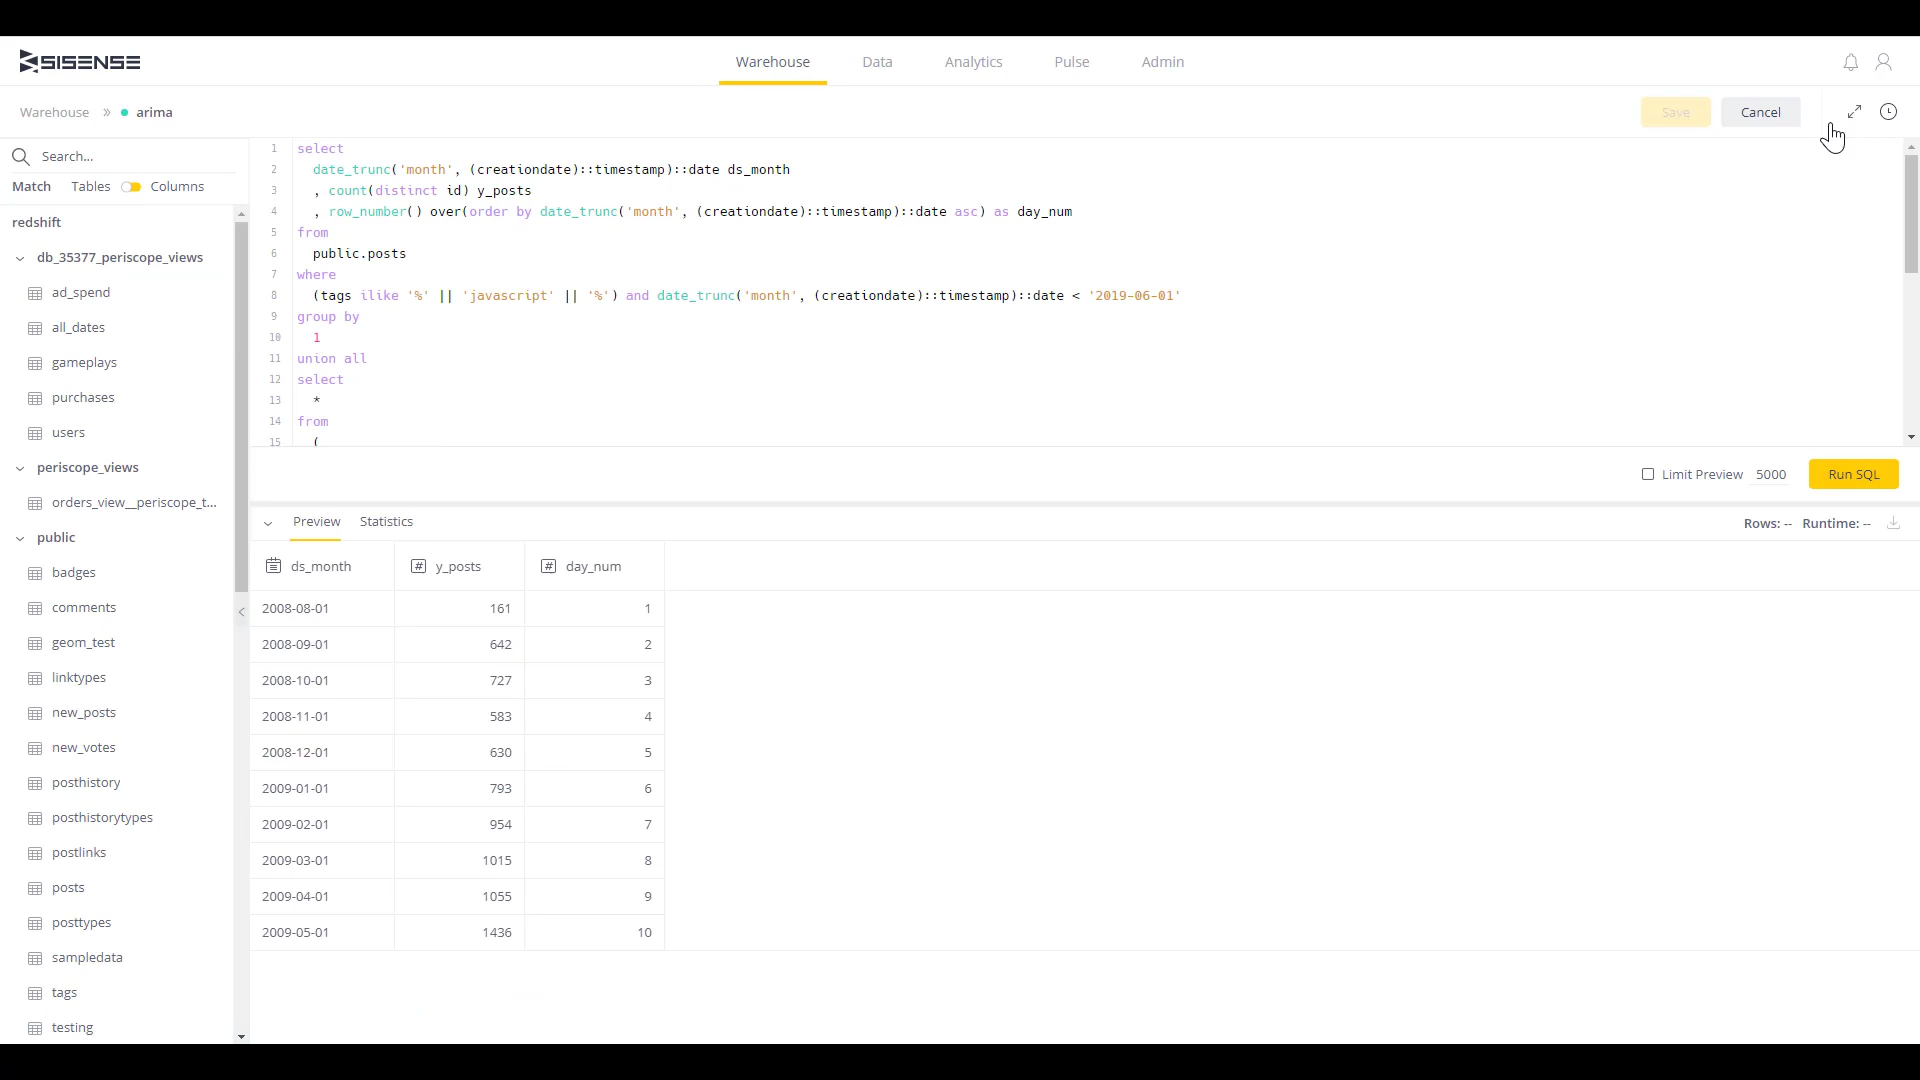 SISENSE
Warehouse Data Analytics Pulse Admin
Warehouse » arima
Save Cancel
Search...
Match Tables Columns
redshift
db_35377_periscope_views
ad_spend
all_dates
gameplays
purchases
users
periscope_views
orders_view__periscope_t...
public
badges
comments
geom_test
linktypes
new_posts
new_votes
posthistory
posthistorytypes
postlinks
posts
posttypes
sampledata
tags
testing
1 select
2 date_trunc('month', (creationdate)::timestamp)::date ds_month
3 , count(distinct id) y_posts
4 , row_number() over(order by date_trunc('month', (creationdate)::timestamp)::date asc) as day_num
5 from
6 public.posts
7 where
8 (tags ilike '%' || 'javascript' || '%') and date_trunc('month', (creationdate)::timestamp)::date < '2019-06-01'
9 group by
10 1
11 union all
12 select
13 *
14 from
15 (
Limit Preview 5000 Run SQL
Preview Statistics Rows: -- Runtime: --
ds_month # y_posts # day_num
2008-08-01 161 1
2008-09-01 642 2
2008-10-01 727 3
2008-11-01 583 4
2008-12-01 630 5
2009-01-01 793 6
2009-02-01 954 7
2009-03-01 1015 8
2009-04-01 1055 9
2009-05-01 1436 10